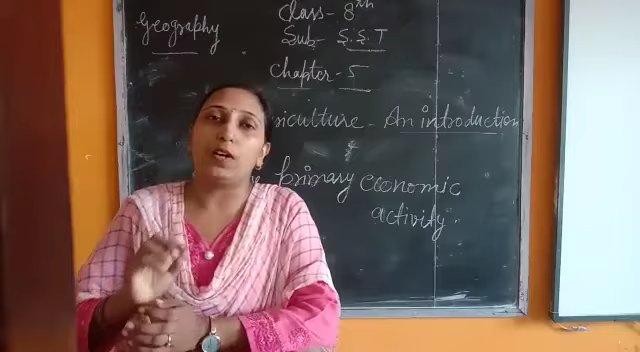 Geography
Class- 8th
Sub- S.S.T
Chapter-5
An introduction
primary economic
activity.